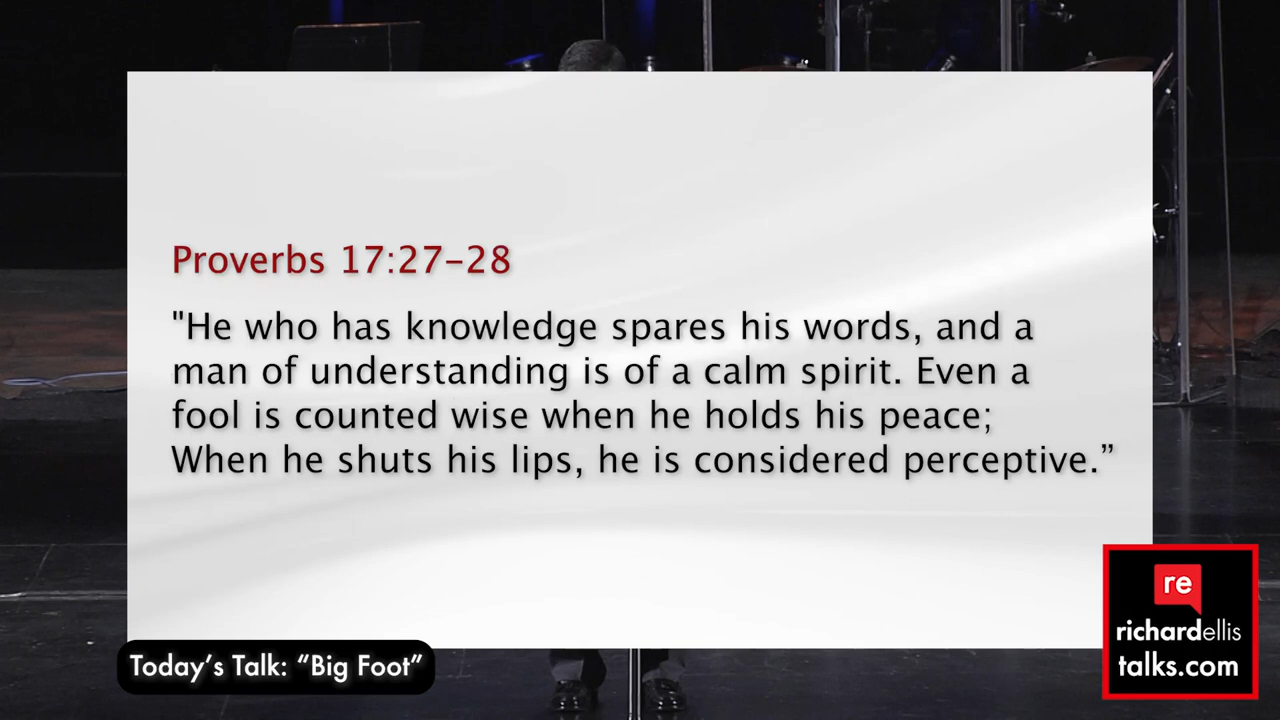 Proverbs 17:27–28
"He who has knowledge spares his words, and a
man of understanding is of a calm spirit. Even a
fool is counted wise when he holds his peace;
When he shuts his lips, he is considered perceptive.”
Today’s Talk: “Big Foot”
re
richardellis
talks.com